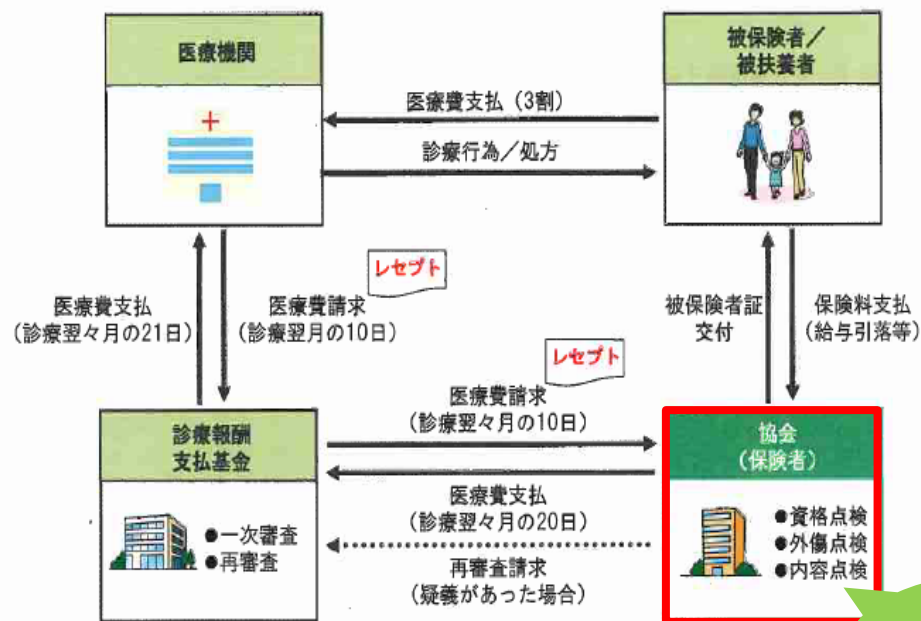 医療機関
被保険者／
被扶養者
医療費支払（3割）
診療行為／処方
レセプト
医療費支払
（診療翌々月の21日）
医療費請求
（診療翌月の10日）
被保険者証
交付
保険料支払
（給与引落等）
レセプト
医療費請求
（診療翌々月の10日）
診療報酬
支払基金
協会
（保険者）
●一次審査
●再審査
医療費支払
（診療翌々月の20日）
●資格点検
●外傷点検
●内容点検
再審査請求
（疑義があった場合）